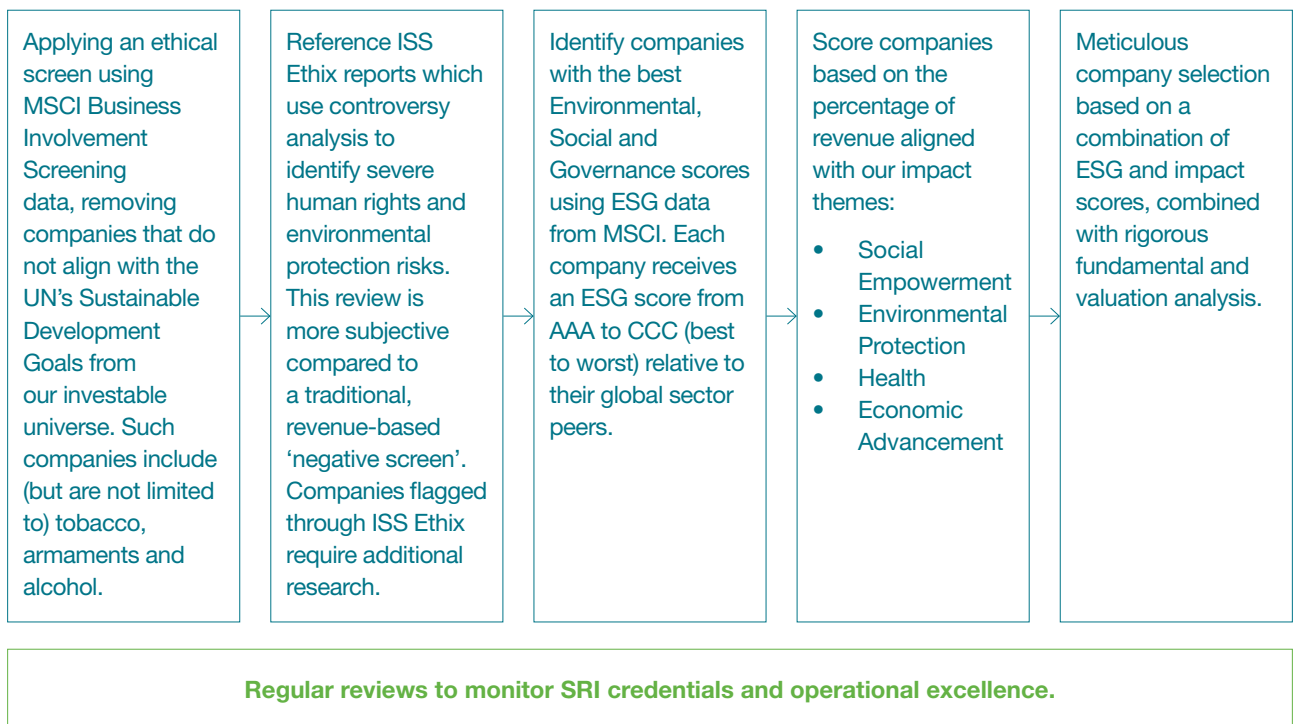 Applying an ethical
screen using
MSCI Business
Involvement
Screening
data, removing
companies that do
not align with the
UN's Sustainable
Development
Goals from
our investable
universe. Such
companies include
(but are not limited
to) tobacco,
armaments and
alcohol.
Reference ISS
Ethix reports which
use controversy
analysis to
identify severe
human rights and
environmental
protection risks.
This review is
more subjective
compared to
a traditional,
revenue-based
‘negative screen’.
Companies flagged
through ISS Ethix
require additional
research.
Identify companies
with the best
Environmental,
Social and
Governance scores
using ESG data
from MSCI. Each
company receives
an ESG score from
AAA to CCC (best
to worst) relative to
their global sector
peers.
Score companies
based on the
percentage of
revenue aligned
with our impact
themes:
• Social
Empowerment
• Environmental
Protection
• Health
• Economic
Advancement
Meticulous
company selection
based on a
combination of
ESG and impact
scores, combined
with rigorous
fundamental and
valuation analysis.
Regular reviews to monitor SRI credentials and operational excellence.